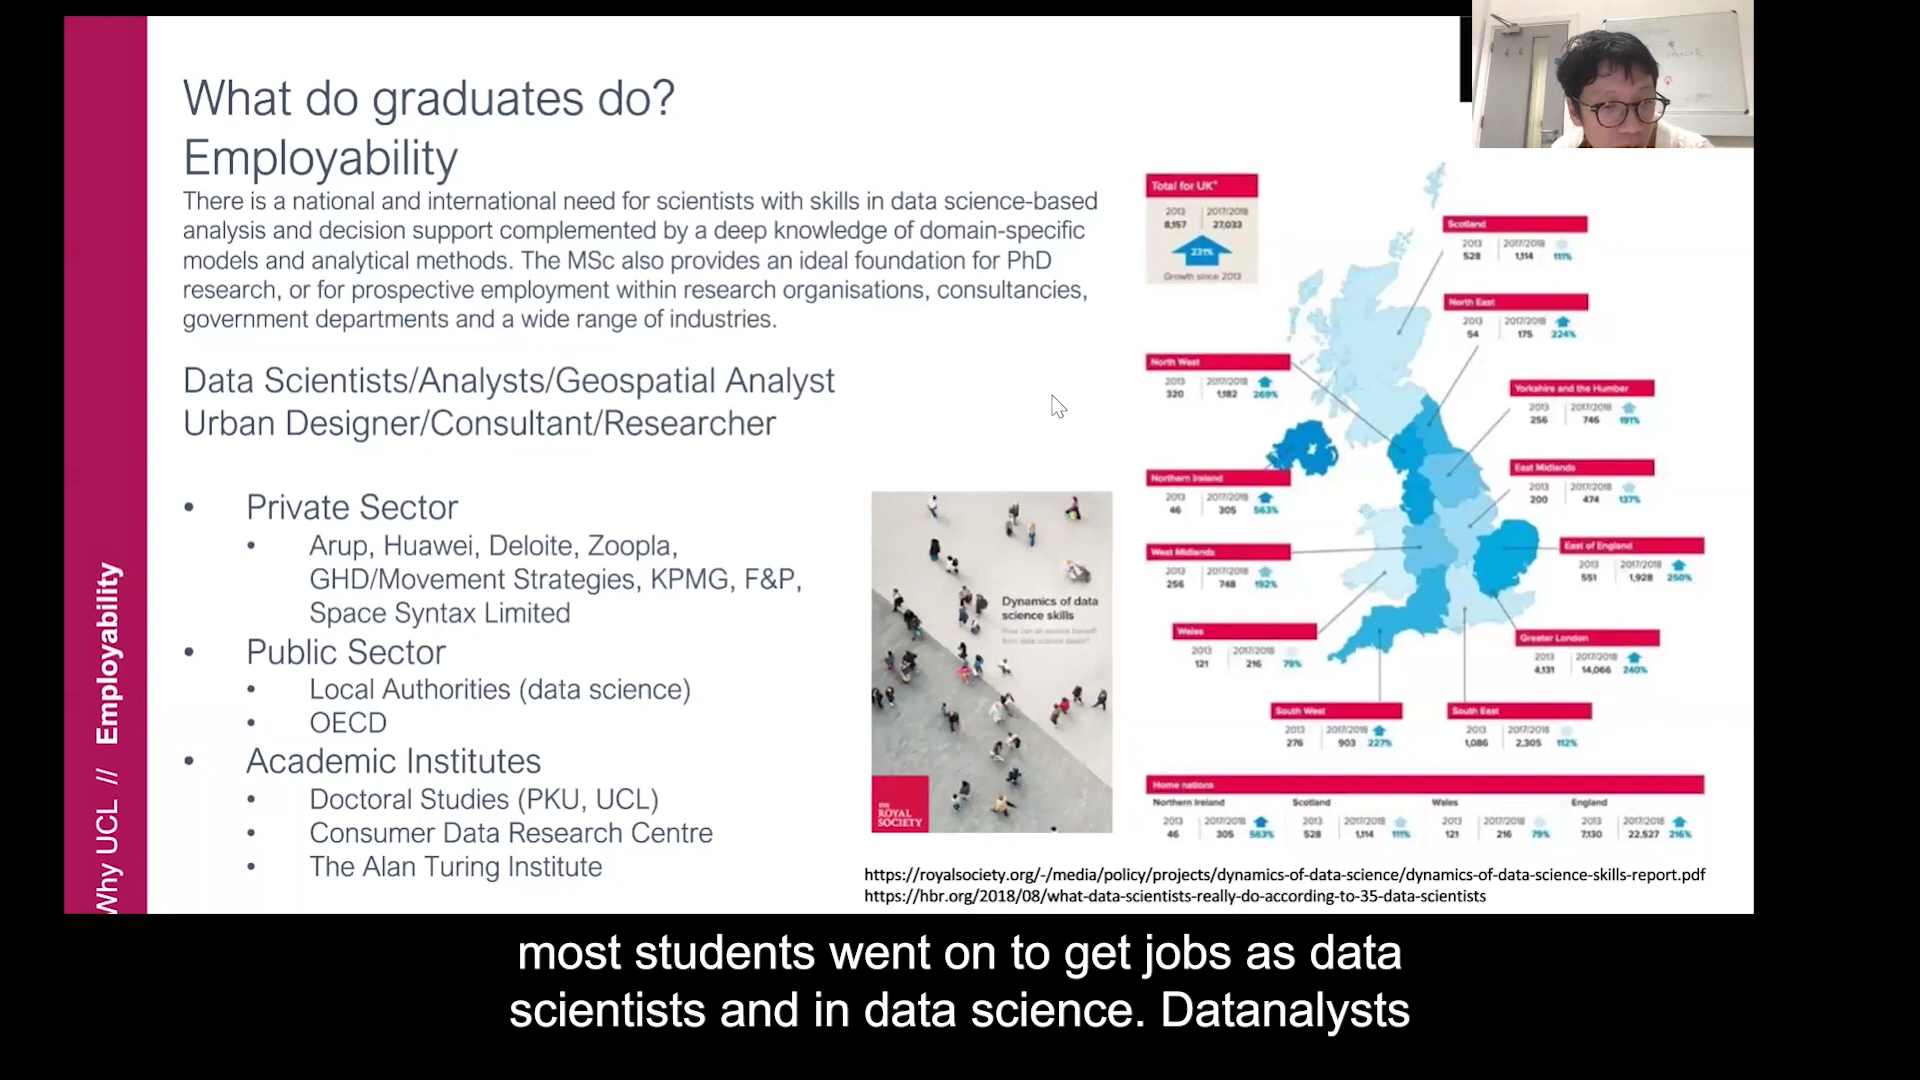 What do graduates do?
Employability
There is a national and international need for scientists with skills in data science-based
analysis and decision support complemented by a deep knowledge of domain-specific
models and analytical methods. The MSc also provides an ideal foundation for PhD
research, or for prospective employment within research organisations, consultancies,
government departments and a wide range of industries.
Data Scientists/Analysts/Geospatial Analyst
Urban Designer/Consultant/Researcher
• Private Sector
• Arup, Huawei, Deloite, Zoopla,
GHD/Movement Strategies, KPMG, F&P,
Space Syntax Limited
• Public Sector
• Local Authorities (data science)
• OECD
• Academic Institutes
• Doctoral Studies (PKU, UCL)
• Consumer Data Research Centre
• The Alan Turing Institute
Why UCL // Employability
Dynamics of data
science skills
How can all sectors benefit
from data science talent?
THE
ROYAL
SOCIETY
Total for UK*
2013 2017/2018
8,157 27,033
231%
Growth since 2013
Scotland
2013 2017/2018
528 1,114 111%
North East
2013 2017/2018
54 175 224%
North West
2013 2017/2018
320 1,182 269%
Yorkshire and the Humber
2013 2017/2018
256 746 191%
East Midlands
2013 2017/2018
200 474 137%
Northern Ireland
2013 2017/2018
46 305 563%
West Midlands
2013 2017/2018
256 748 192%
East of England
2013 2017/2018
551 1,928 250%
Wales
2013 2017/2018
121 216 79%
Greater London
2013 2017/2018
4,131 14,066 240%
South West
2013 2017/2018
276 903 227%
South East
2013 2017/2018
1,086 2,305 112%
Home nations
Northern Ireland Scotland Wales England
2013 2017/2018 2013 2017/2018 2013 2017/2018 2013 2017/2018
46 305 563% 528 1,114 111% 121 216 79% 7,130 22,527 216%
https://royalsociety.org/-/media/policy/projects/dynamics-of-data-science/dynamics-of-data-science-skills-report.pdf
https://hbr.org/2018/08/what-data-scientists-really-do-according-to-35-data-scientists
most students went on to get jobs as data
scientists and in data science. Datanalysts